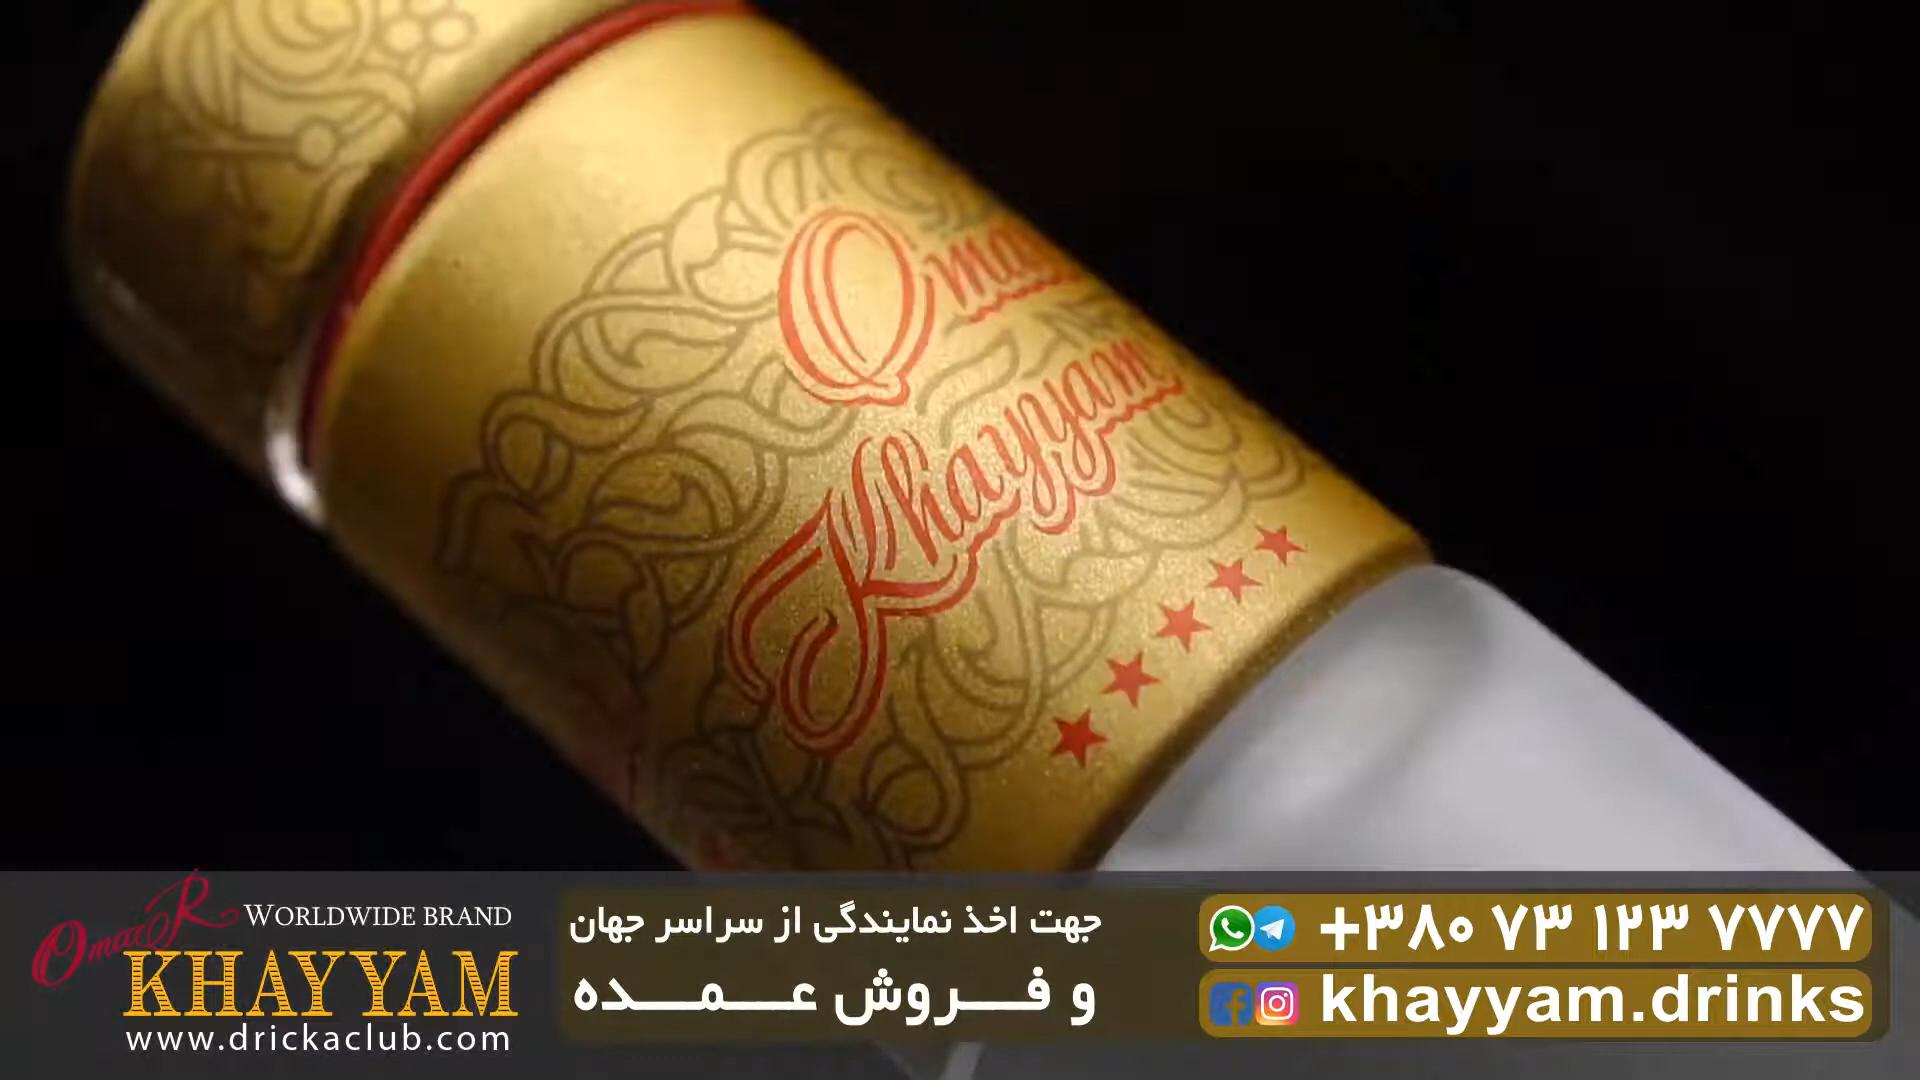 Omar
Khayyam
OmaR
WORLDWIDE BRAND
KHAYYAM
www.drickaclub.com
جهت اخذ نمایندگی از سراسر جهان
و فـــروش عـــمـــده
+۳۸۰ ۷۳ ۱۲۳ ۷۷۷۷
khayyam.drinks